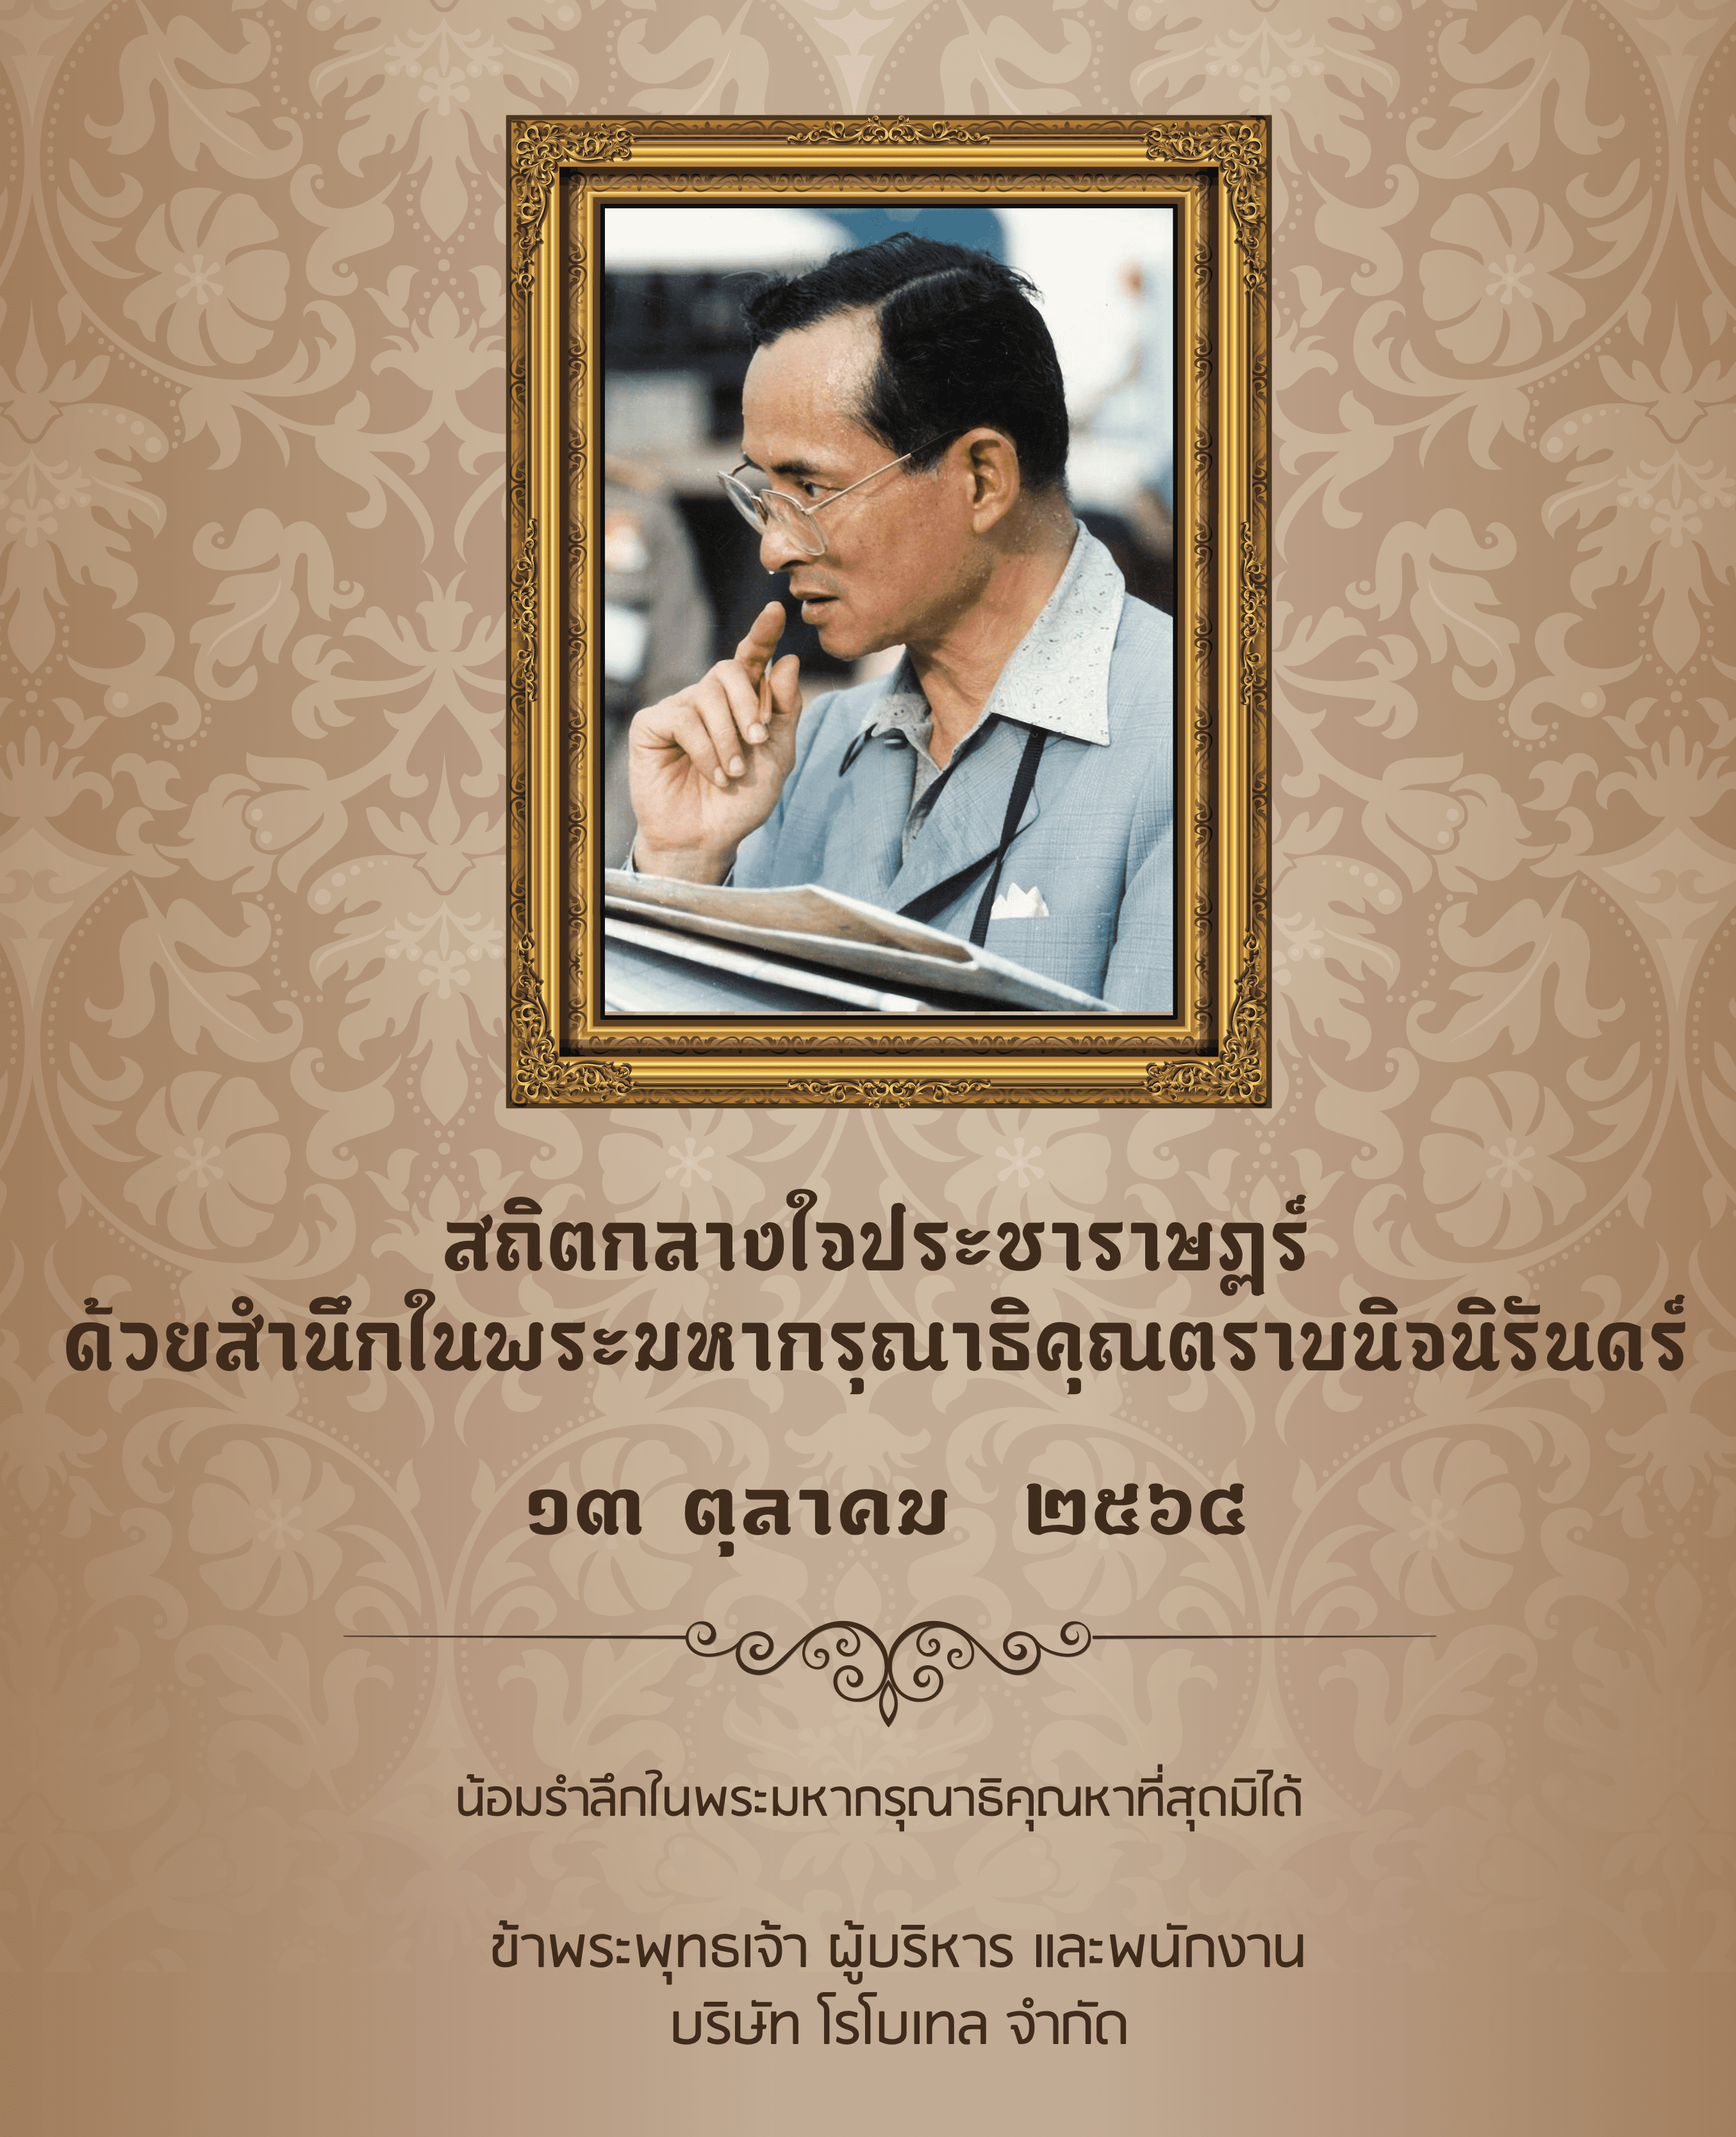 สถิตกลางใจประชาราษฎร์
ด้วยสำนึกในพระมหากรุณาธิคุณตราบนิจนิรันดร์
๑๓ ตุลาคม ๒๕๖๔
น้อมรำลึกในพระมหากรุณาธิคุณหาที่สุดมิได้
ข้าพระพุทธเจ้า ผู้บริหาร และพนักงาน
บริษัท โรโบเทล จำกัด